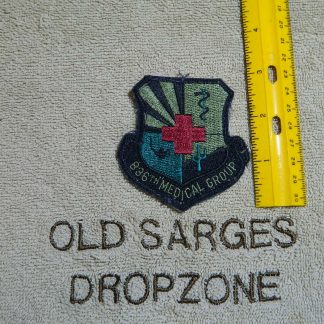 836TH MEDICAL GROUP
OLD SARGES
DROPZONE